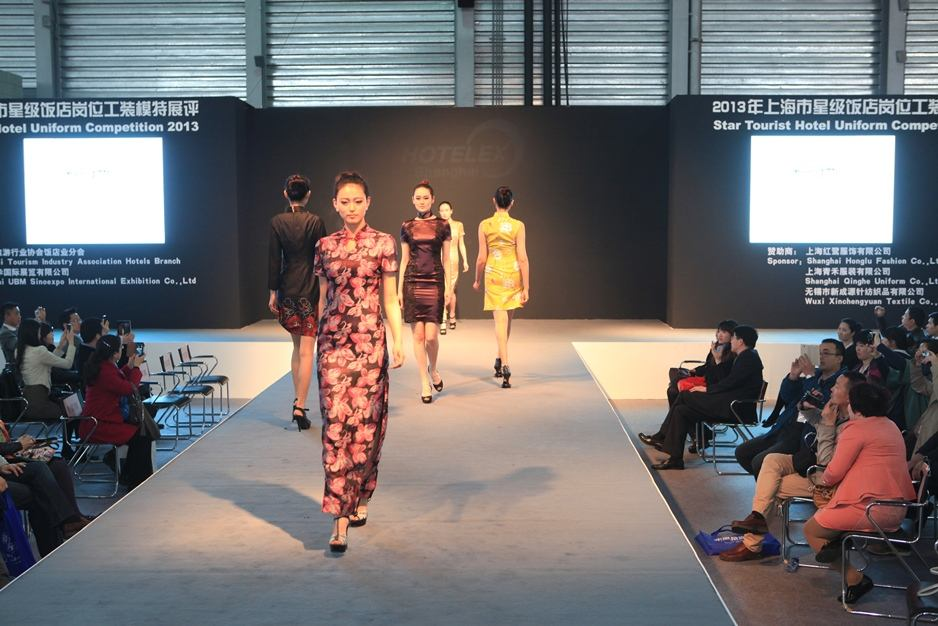 市星级饭店岗位工装模特展评
Hotel Uniform Competition 2013
游行业协会饭店业分会
i Tourism Industry Association Hotels Branch
国际展览有限公司
ai UBM Sinoexpo International Exhibition Co.,Ltd
HOTELEX
Shanghai
2013年上海市星级饭店岗位工装
Star Tourist Hotel Uniform Compe
赞助商： 上海红鹭服饰有限公司
Sponsor: Shanghai Honglu Fashion Co.,Lt
上海青禾服装有限公司
Shanghai Qinghe Uniform Co.,Lt
无锡市新成源针纺织品有限公司
Wuxi Xinchengyuan Textile Co.,